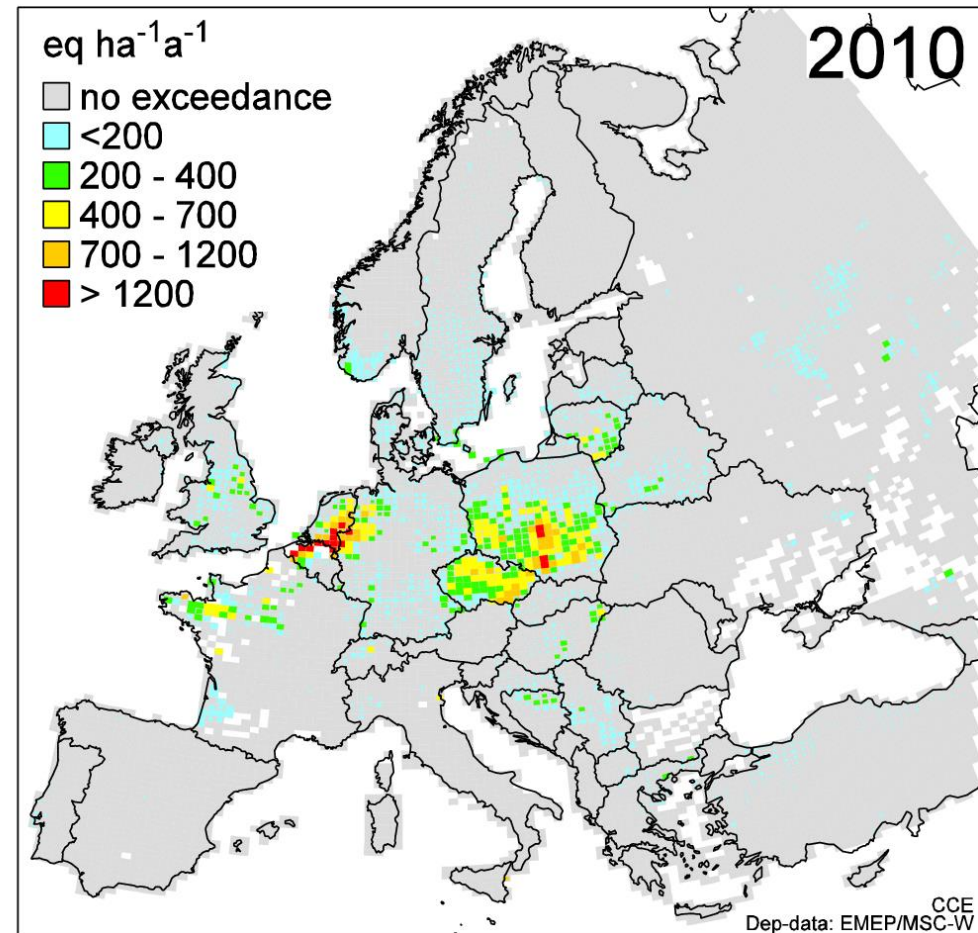 eq ha⁻¹a⁻¹
2010
no exceedance
<200
200 - 400
400 - 700
700 - 1200
> 1200
CCE
Dep-data: EMEP/MSC-W